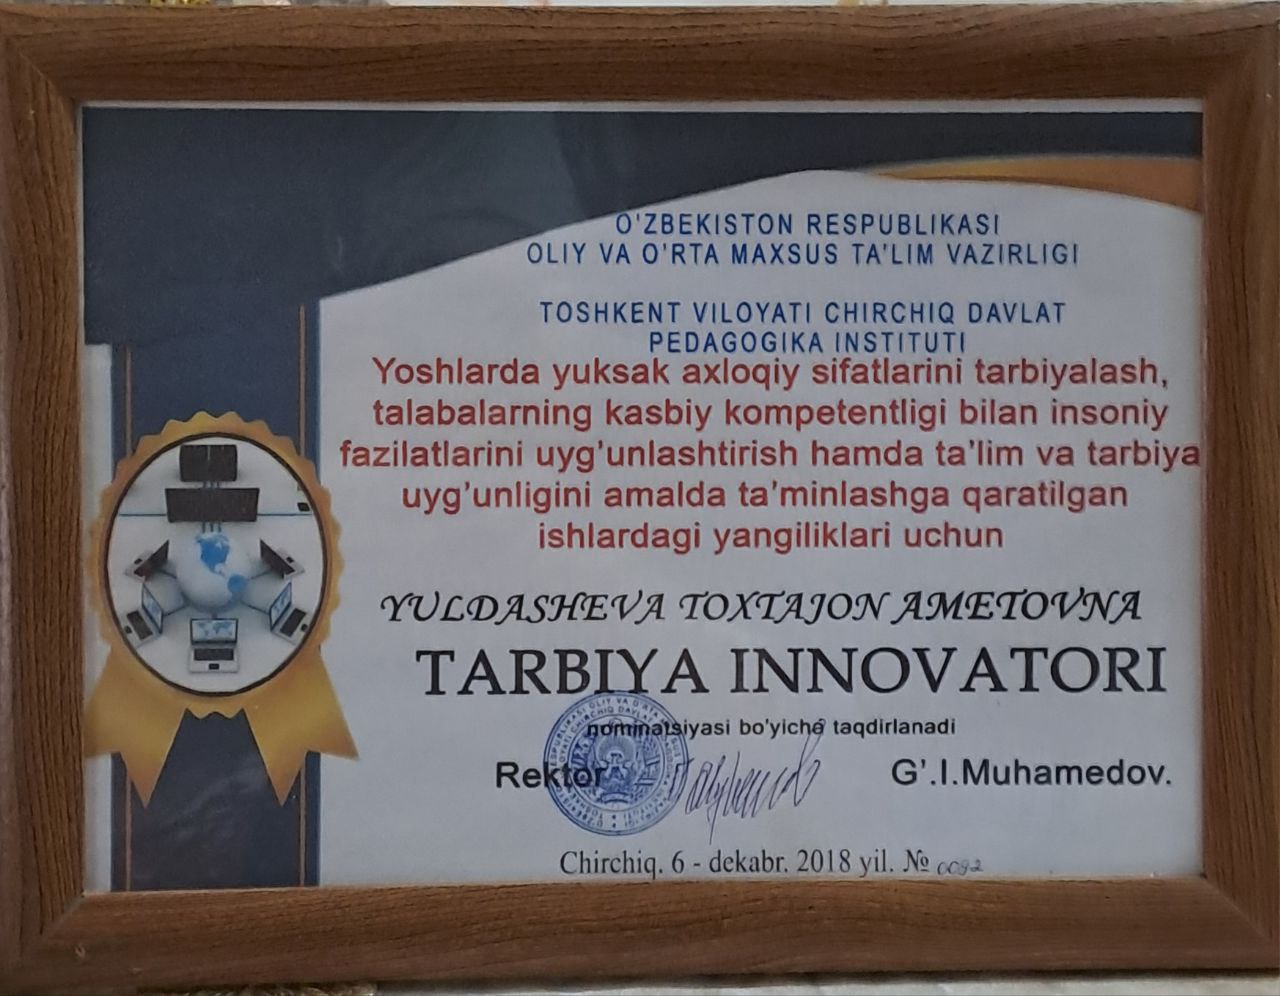 O'ZBEKISTON RESPUBLIKASI
OLIY VA O'RTA MAXSUS TA'LIM VAZIRLIGI
TOSHKENT VILOYATI CHIRCHIQ DAVLAT
PEDAGOGIKA INSTITUTI
Yoshlarda yuksak axloqiy sifatlarini tarbiyalash,
talabalarning kasbiy kompetentligi bilan insoniy
fazilatlarini uyg'unlashtirish hamda ta'lim va tarbiya
uyg'unligini amalda ta'minlashga qaratilgan
ishlardagi yangiliklari uchun
YULDASHEVA TOXTAJON AMETOVNA
TARBIYA INNOVATORI
nominatsiyasi bo'yicha taqdirlanadi
Rektor G'.I.Muhamedov.
Chirchiq. 6 - dekabr. 2018 yil. № 0092